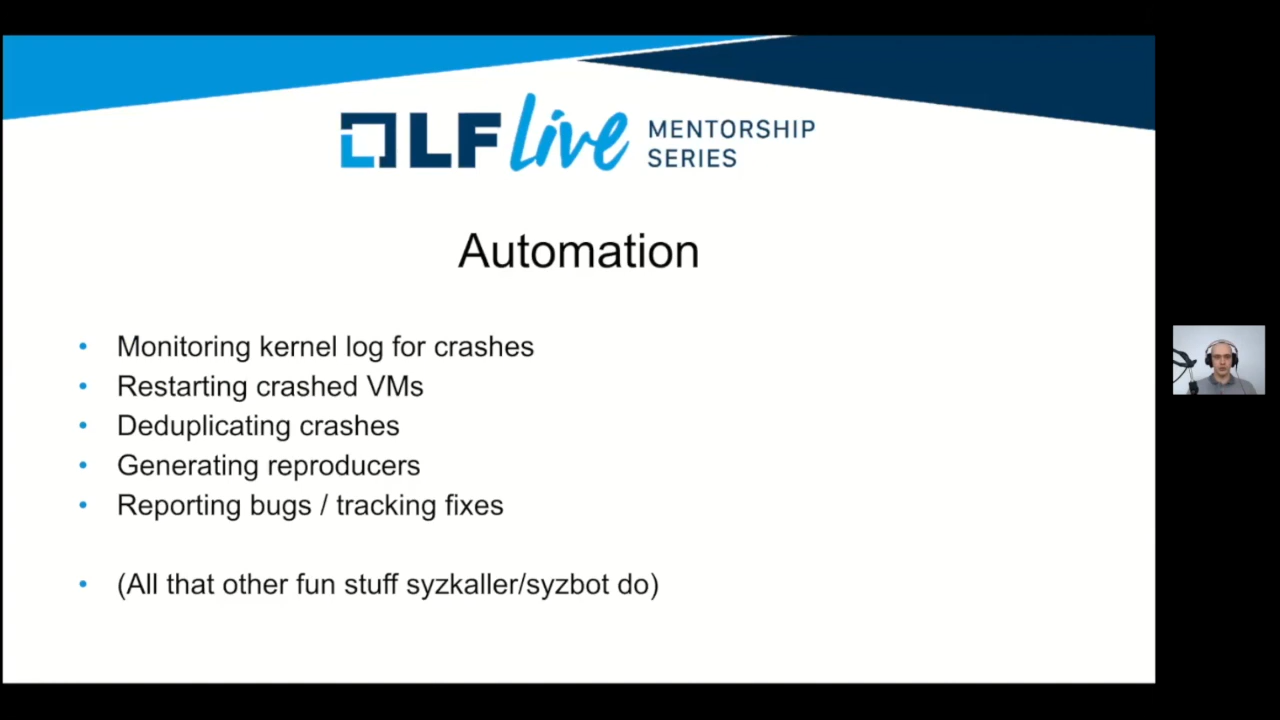 LF Live MENTORSHIP
SERIES
Automation
• Monitoring kernel log for crashes
• Restarting crashed VMs
• Deduplicating crashes
• Generating reproducers
• Reporting bugs / tracking fixes
• (All that other fun stuff syzkaller/syzbot do)